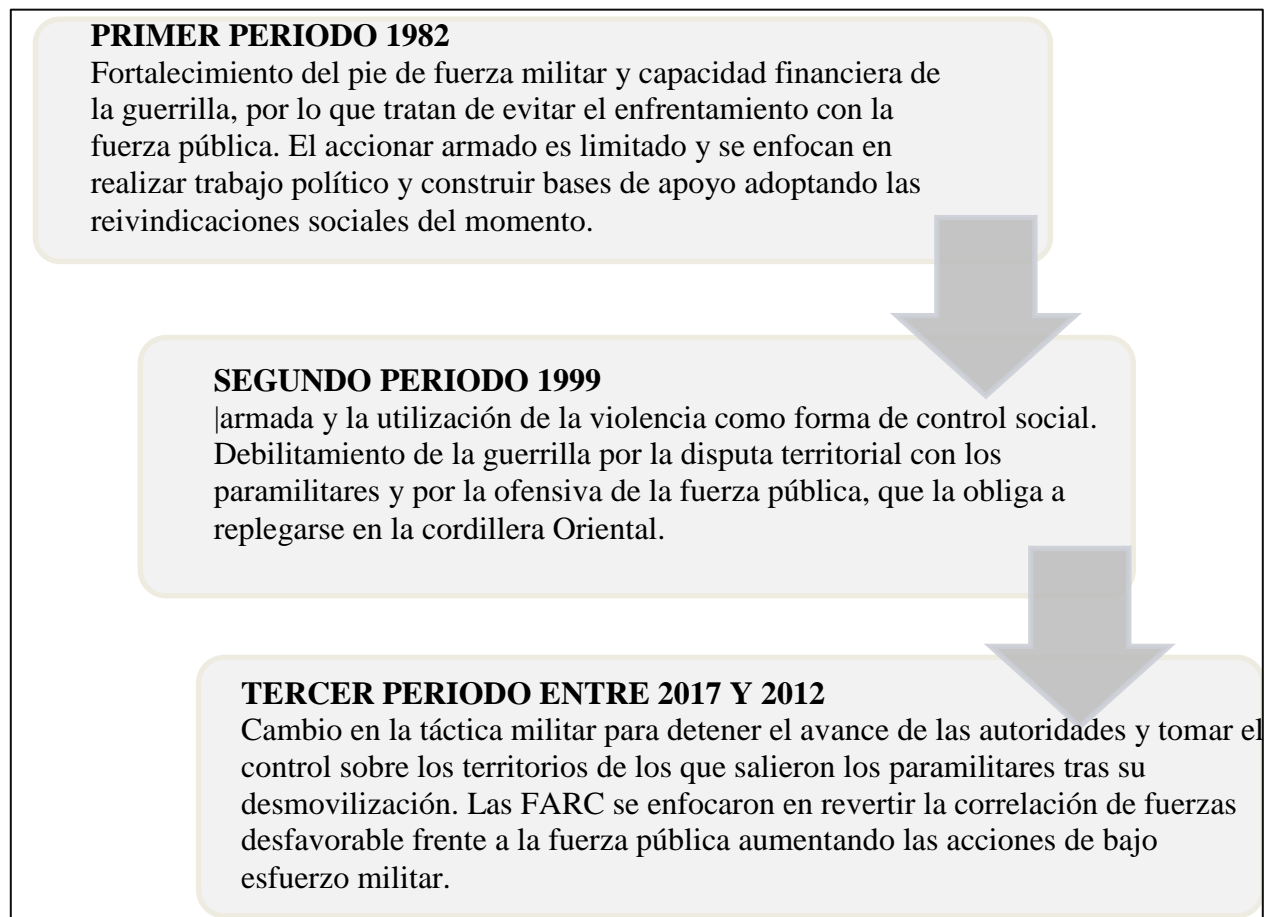 PRIMER PERIODO 1982
Fortalecimiento del pie de fuerza militar y capacidad financiera de
la guerrilla, por lo que tratan de evitar el enfrentamiento con la
fuerza pública. El accionar armado es limitado y se enfocan en
realizar trabajo político y construir bases de apoyo adoptando las
reivindicaciones sociales del momento.
SEGUNDO PERIODO 1999
|armada y la utilización de la violencia como forma de control social.
Debilitamiento de la guerrilla por la disputa territorial con los
paramilitares y por la ofensiva de la fuerza pública, que la obliga a
replegarse en la cordillera Oriental.
TERCER PERIODO ENTRE 2017 Y 2012
Cambio en la táctica militar para detener el avance de las autoridades y tomar el
control sobre los territorios de los que salieron los paramilitares tras su
desmovilización. Las FARC se enfocaron en revertir la correlación de fuerzas
desfavorable frente a la fuerza pública aumentando las acciones de bajo
esfuerzo militar.